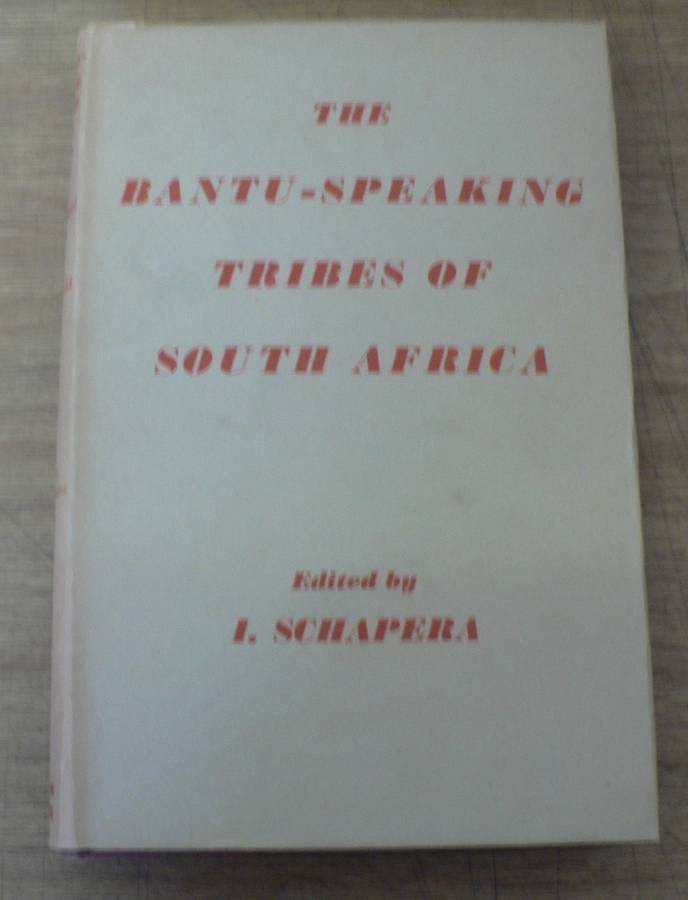 THE
BANTU-SPEAKING
TRIBES OF
SOUTH AFRICA
Edited by
I. SCHAPERA